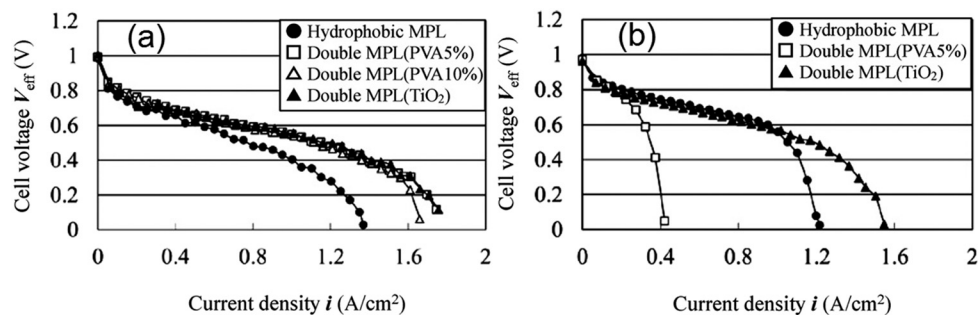 (a)
Hydrophobic MPL
Double MPL(PVA5%)
Double MPL(PVA10%)
Double MPL(TiO₂)
Cell voltage Veff (V)
1.2
1
0.8
0.6
0.4
0.2
0
0 0.4 0.8 1.2 1.6 2
Current density i (A/cm²)
(b)
Hydrophobic MPL
Double MPL(PVA5%)
Double MPL(TiO₂)
Cell voltage Veff (V)
1.2
1
0.8
0.6
0.4
0.2
0
0 0.4 0.8 1.2 1.6 2
Current density i (A/cm²)